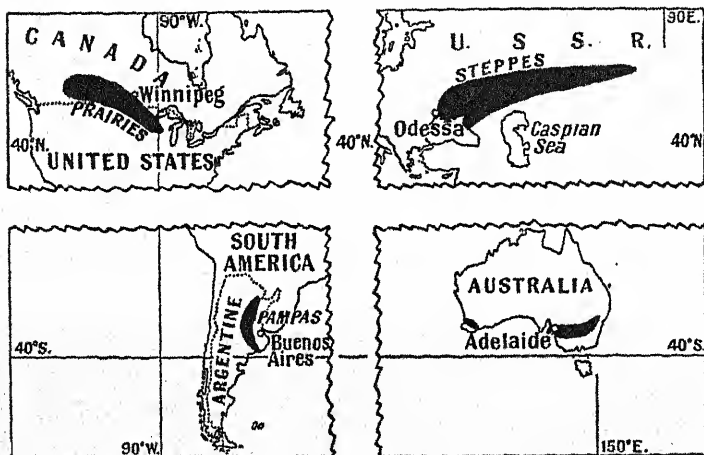 90°W.
CANADA
Winnipeg
PRAIRIES
40°N.
UNITED STATES
90E.
U. S. S. R.
STEPPES
Odessa
Caspian
Sea
40°N.
40°N
SOUTH
AMERICA
PAMPAS
ARGENTINE
Buenos
Aires
40°S.
90°W.
AUSTRALIA
Adelaide
40°S.
150°E.